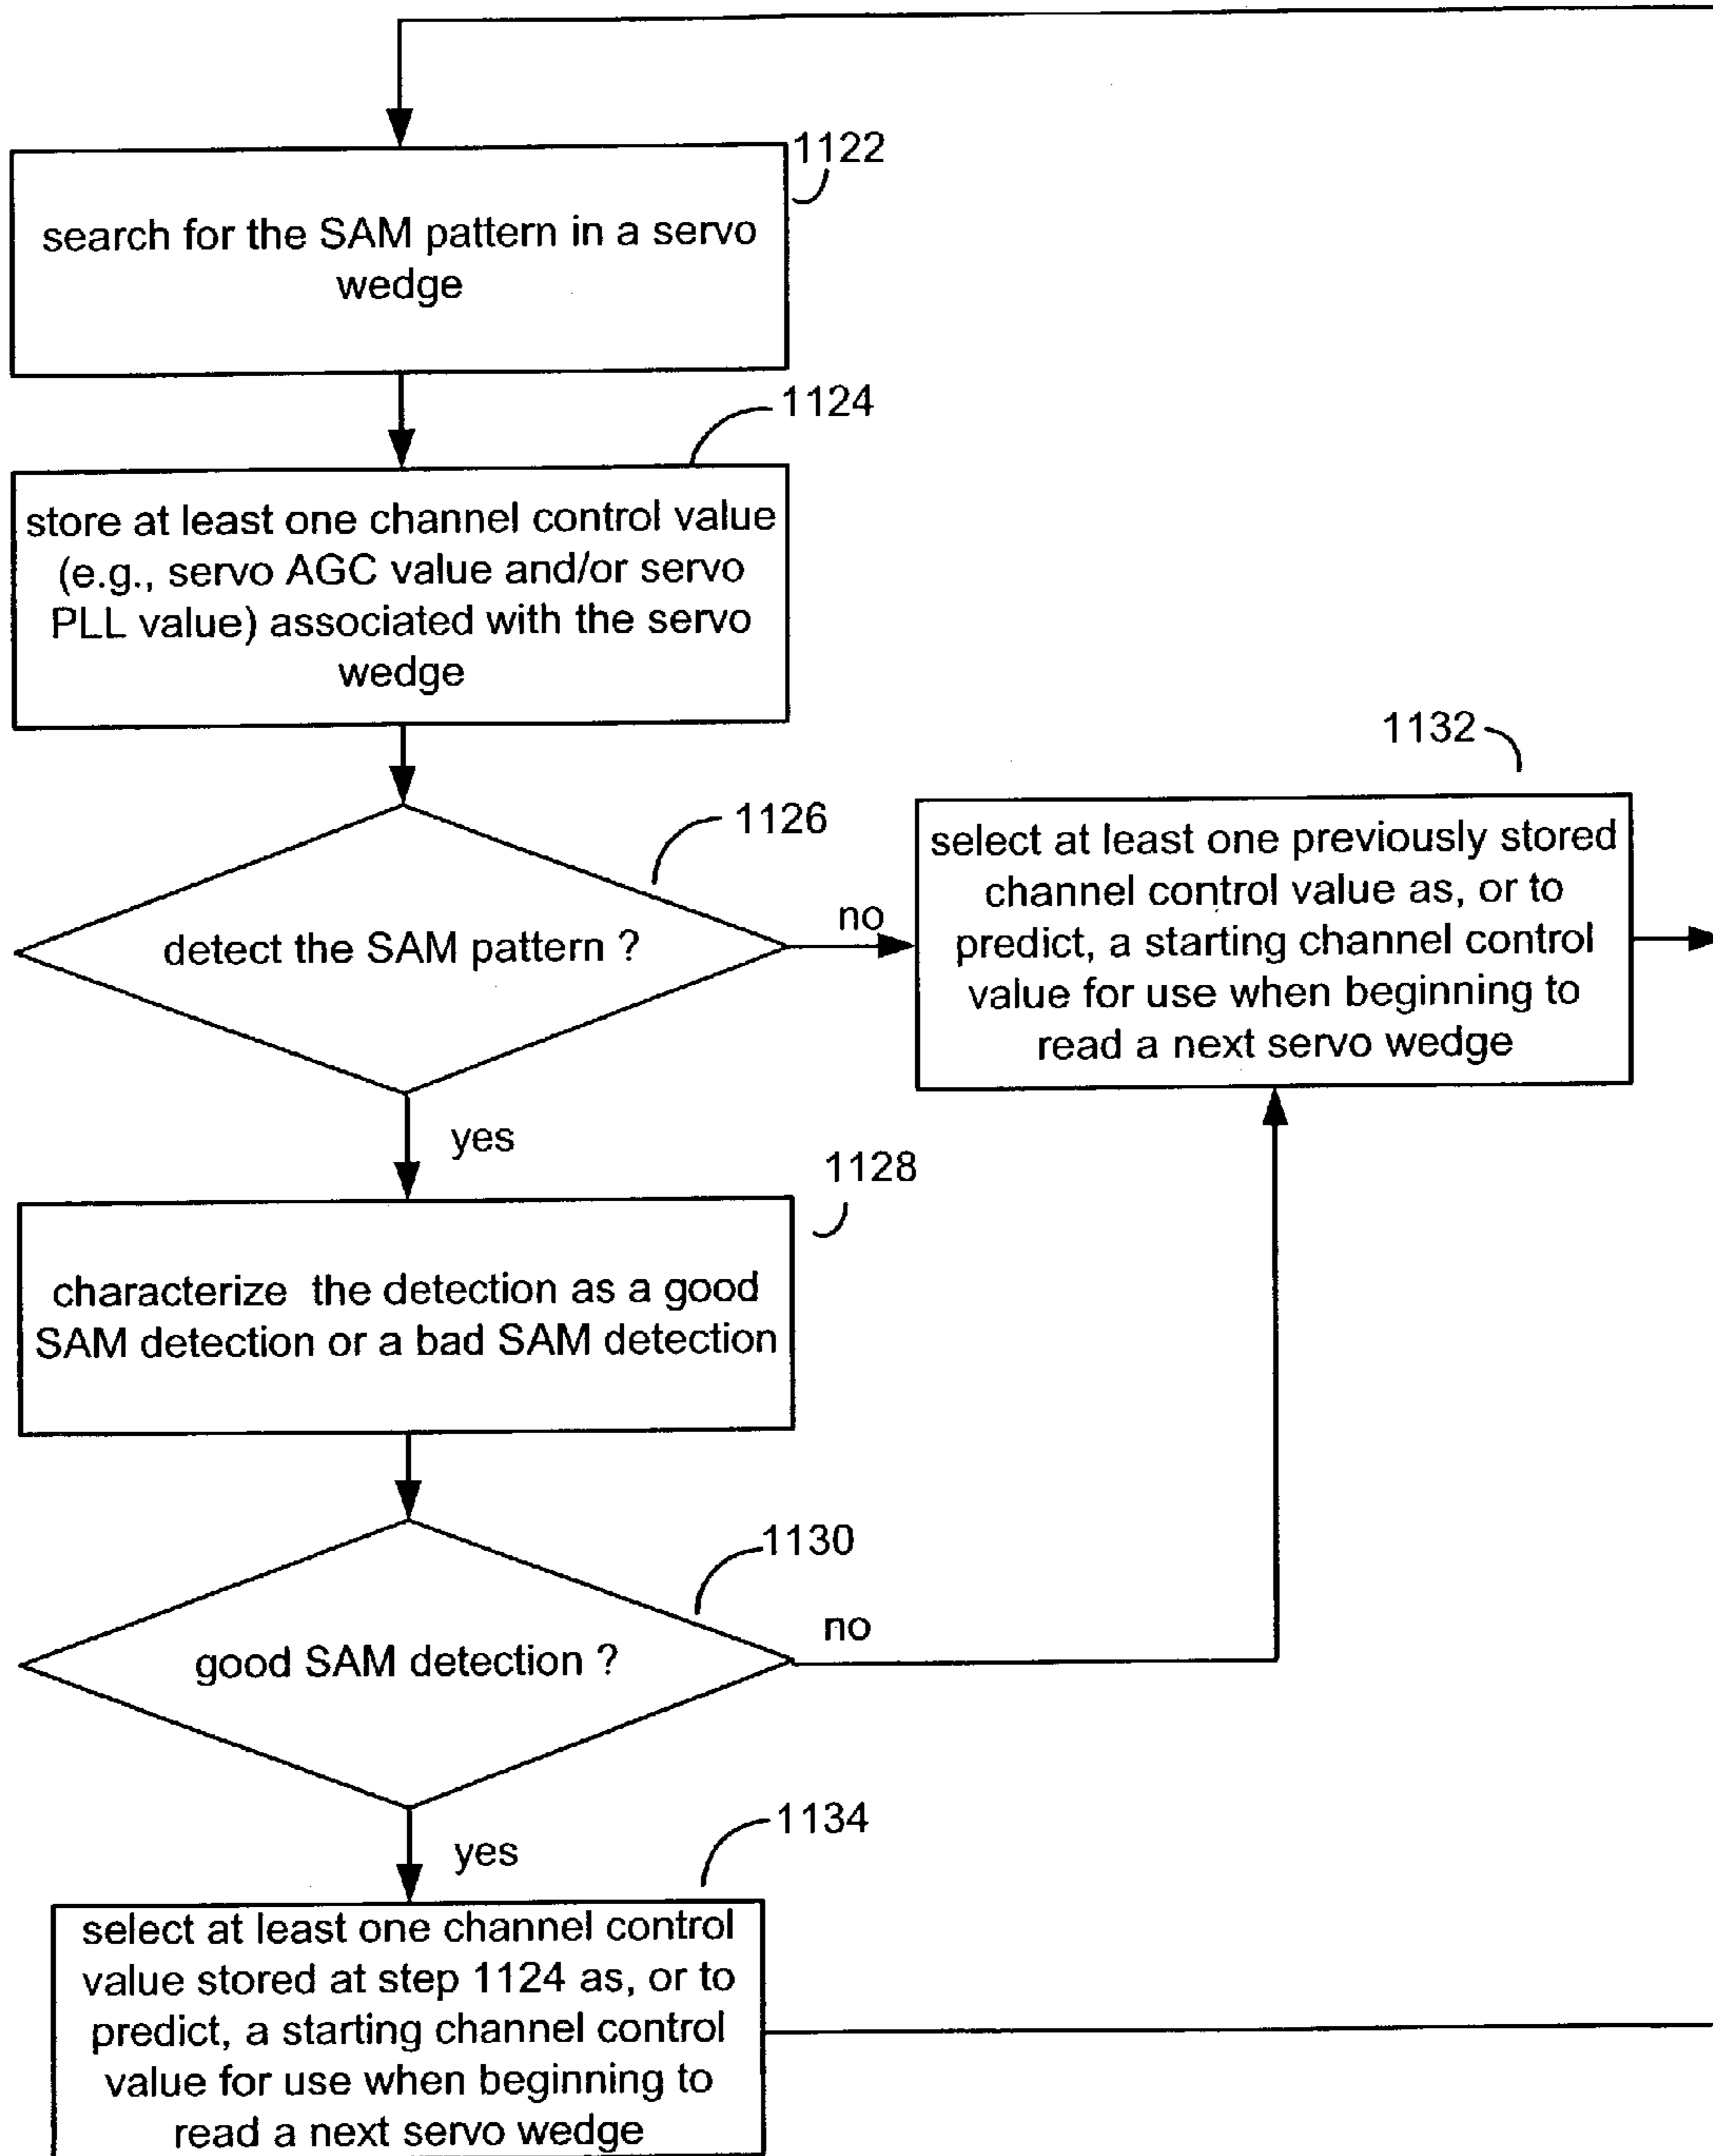 1122
search for the SAM pattern in a servo
wedge
1124
store at least one channel control value
(e.g., servo AGC value and/or servo
PLL value) associated with the servo
wedge
1126
detect the SAM pattern ?
no
yes
1132
select at least one previously stored
channel control value as, or to
predict, a starting channel control
value for use when beginning to
read a next servo wedge
1128
characterize the detection as a good
SAM detection or a bad SAM detection
1130
good SAM detection ?
no
yes
1134
select at least one channel control
value stored at step 1124 as, or to
predict, a starting channel control
value for use when beginning to
read a next servo wedge